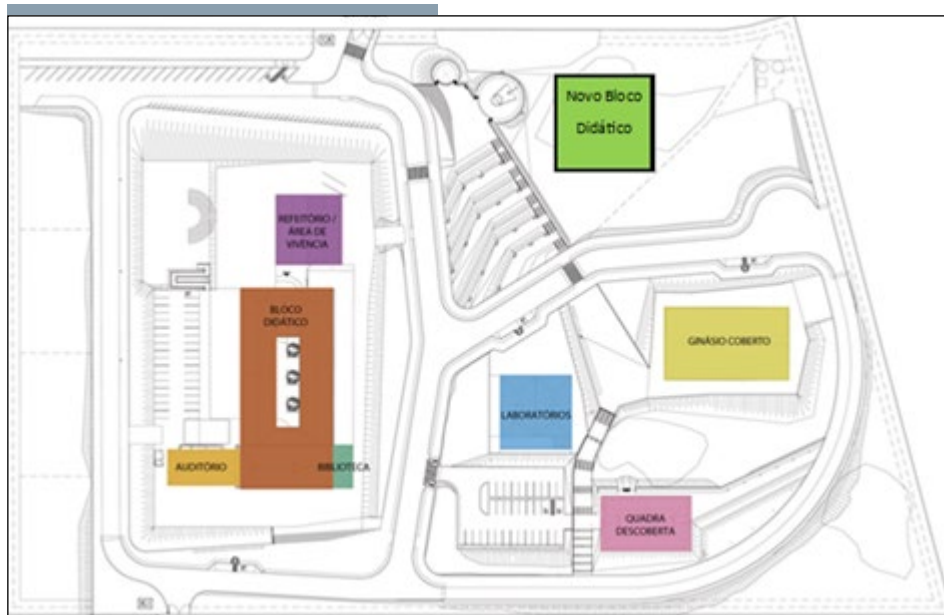 Novo Bloco
Didático
REFEITÓRIO /
ÁREA DE
VIVÊNCIA
BLOCO
DIDÁTICO
GINÁSIO COBERTO
LABORATÓRIOS
AUDITÓRIO
BIBLIOTECA
QUADRA
DESCOBERTA